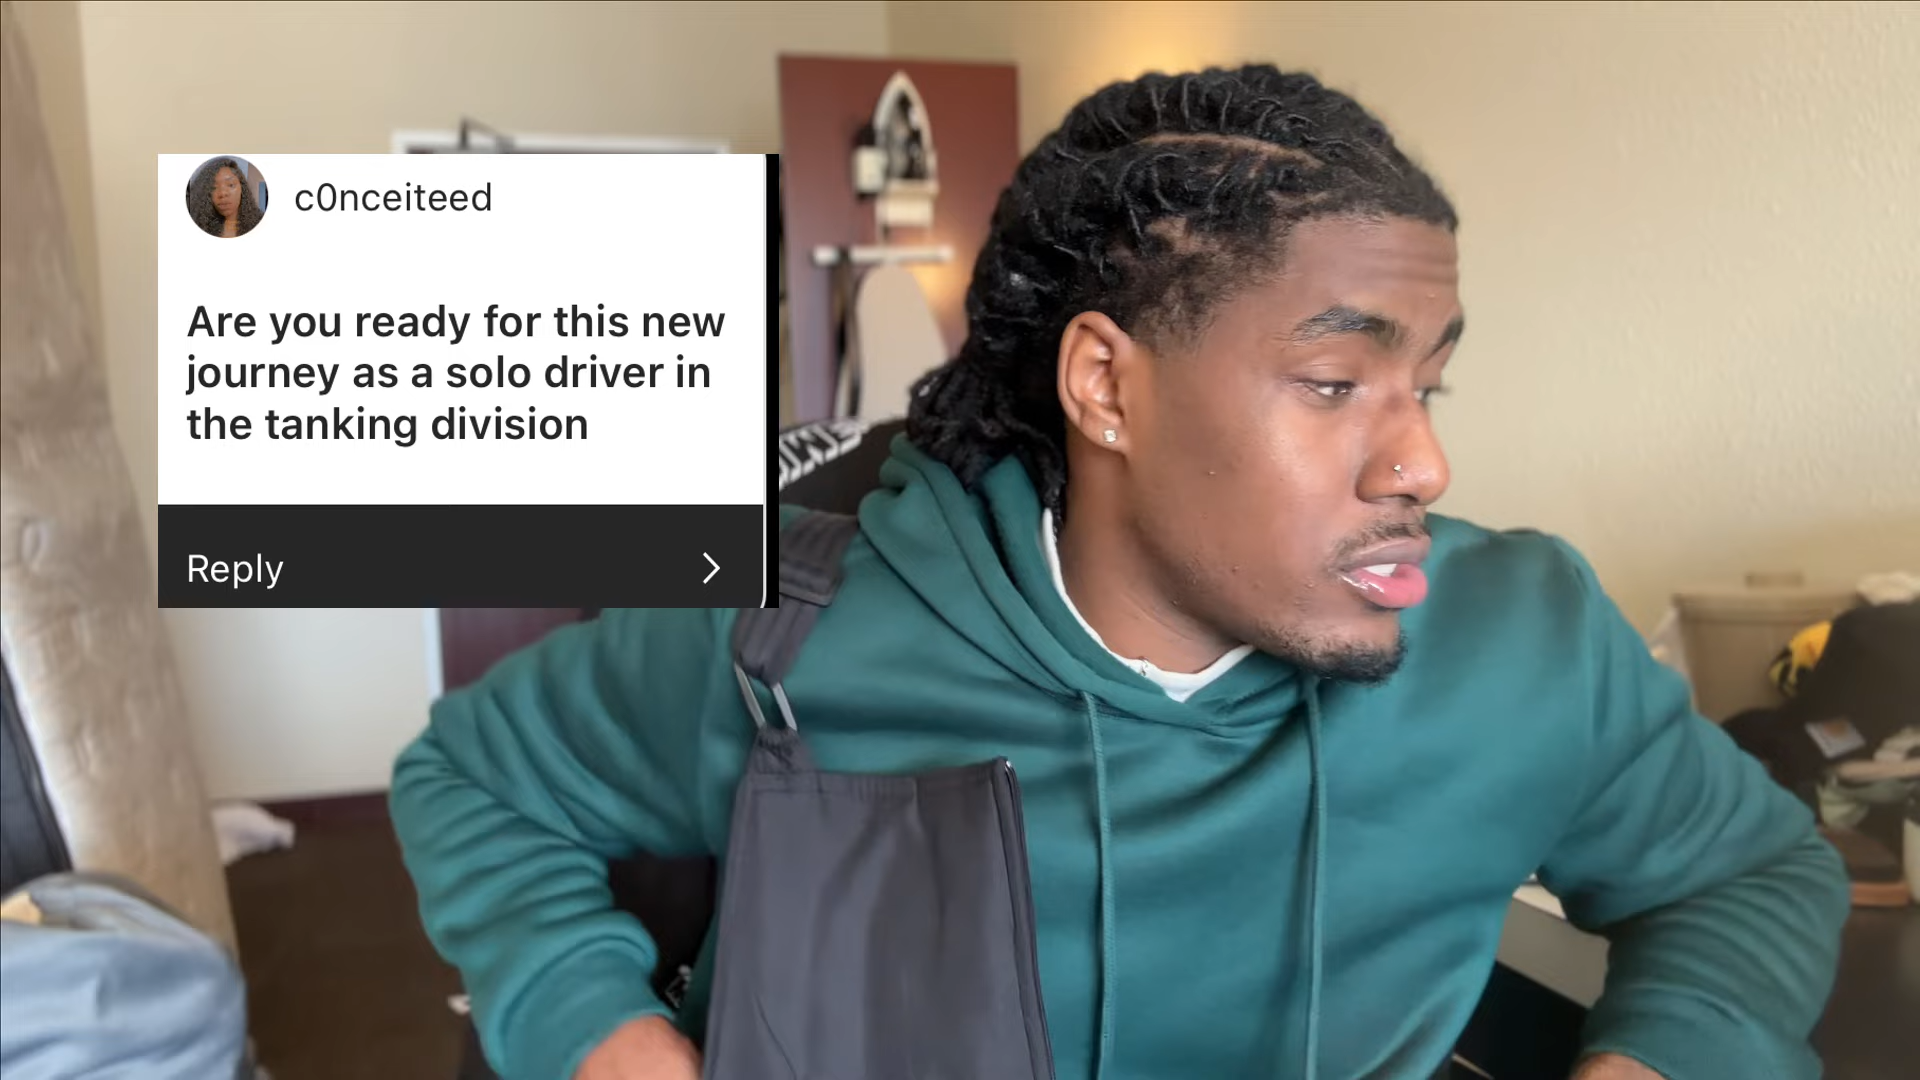 c0nceiteed
Are you ready for this new
journey as a solo driver in
the tanking division
Reply